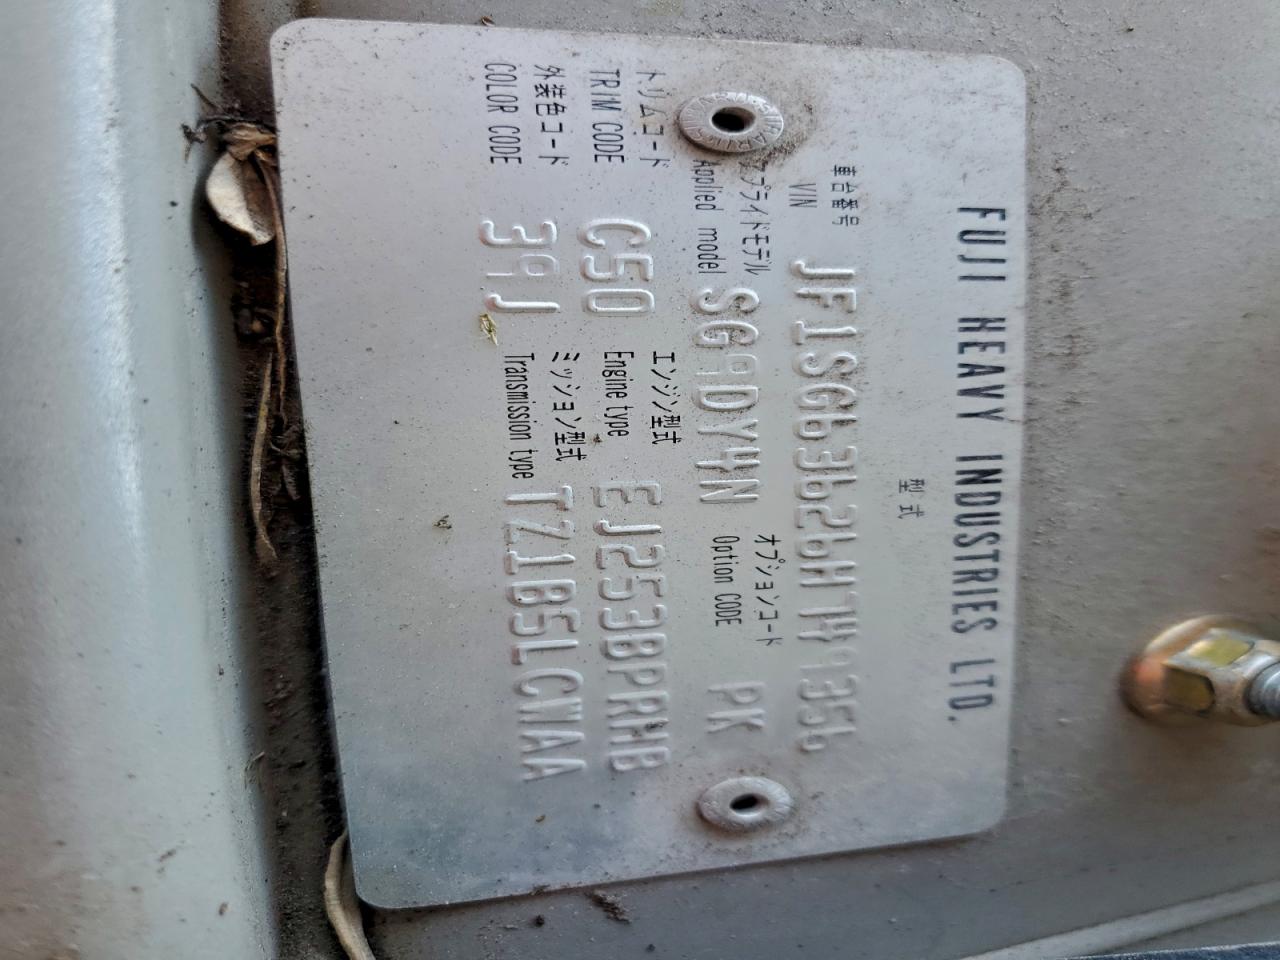 FUJI HEAVY INDUSTRIES LTD.
型式
車台番号
VIN JF1SG63626H749356
アプライドモデル オプションコード
Applied model SG9DY4N Option CODE PK
トリムコード エンジン型式
TRIM CODE C50 Engine type EJ253BPRHB
外装色コード ミッション型式
COLOR CODE 39J Transmission type TZ1B5LCVAA